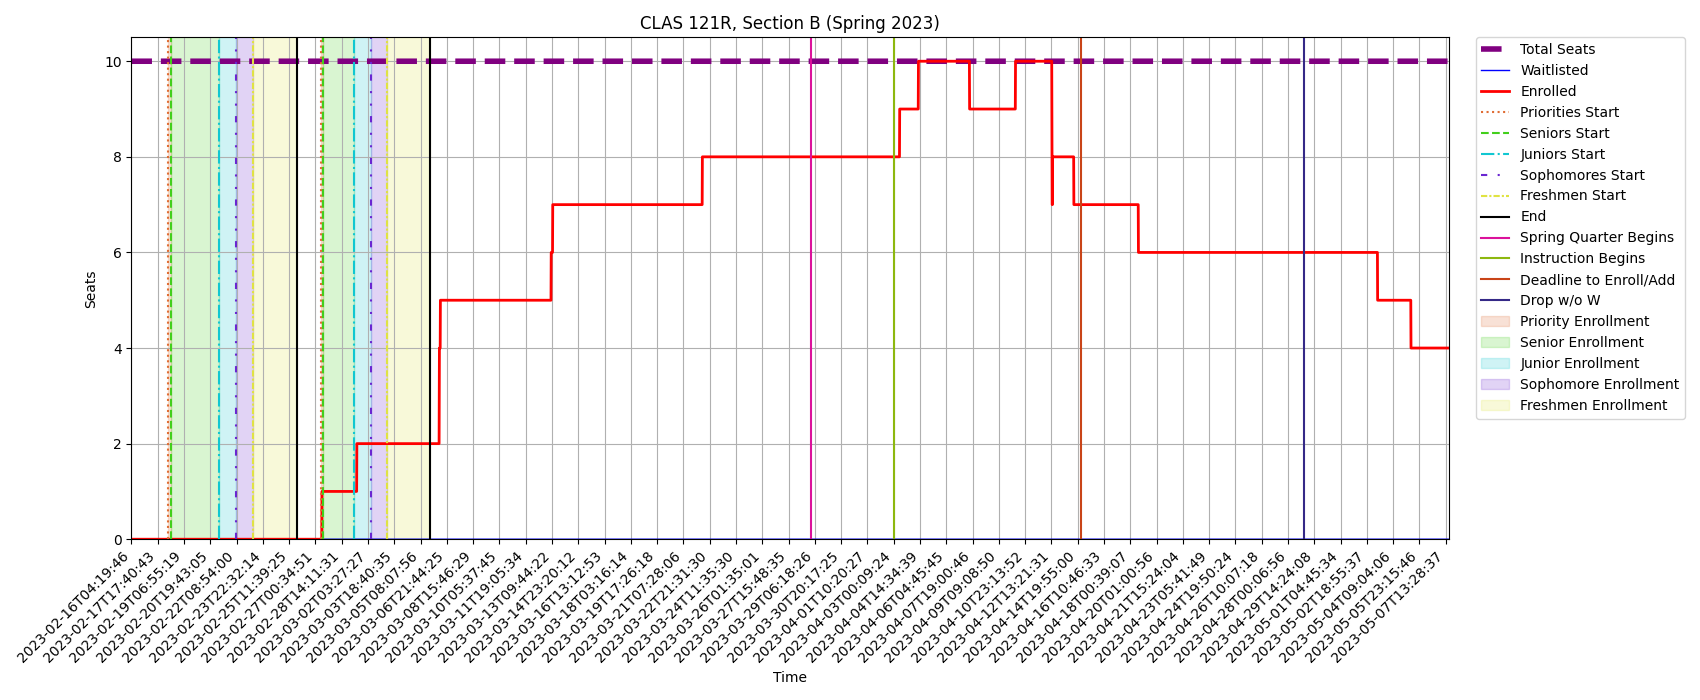 CLAS 121R, Section B (Spring 2023)
10
8
6
4
2
0
Seats
2023-02-16T04:19:46
2023-02-17T17:40:43
2023-02-19T06:55:19
2023-02-20T19:43:05
2023-02-22T08:54:00
2023-02-23T22:32:14
2023-02-25T11:39:25
2023-02-27T00:34:51
2023-02-28T14:11:31
2023-03-02T03:27:27
2023-03-03T18:40:35
2023-03-05T08:07:56
2023-03-06T21:44:25
2023-03-08T15:46:29
2023-03-10T05:37:45
2023-03-11T19:05:34
2023-03-13T09:44:22
2023-03-14T23:20:12
2023-03-16T13:12:53
2023-03-18T03:16:14
2023-03-19T17:26:18
2023-03-21T07:28:06
2023-03-22T21:31:30
2023-03-24T11:35:30
2023-03-26T01:35:01
2023-03-27T15:48:35
2023-03-29T06:18:26
2023-03-30T20:17:25
2023-04-01T10:20:27
2023-04-03T00:09:24
2023-04-04T14:34:39
2023-04-06T04:45:45
2023-04-07T19:00:46
2023-04-09T09:08:50
2023-04-10T23:13:52
2023-04-12T13:21:31
2023-04-14T19:55:00
2023-04-16T10:46:33
2023-04-18T00:39:07
2023-04-20T01:00:56
2023-04-21T15:24:04
2023-04-23T05:41:49
2023-04-24T19:50:24
2023-04-26T10:07:18
2023-04-28T00:06:56
2023-04-29T14:24:08
2023-05-01T04:45:34
2023-05-02T18:55:37
2023-05-04T09:04:06
2023-05-05T23:15:46
2023-05-07T13:28:37
Time
Total Seats
Waitlisted
Enrolled
Priorities Start
Seniors Start
Juniors Start
Sophomores Start
Freshmen Start
End
Spring Quarter Begins
Instruction Begins
Deadline to Enroll/Add
Drop w/o W
Priority Enrollment
Senior Enrollment
Junior Enrollment
Sophomore Enrollment
Freshmen Enrollment